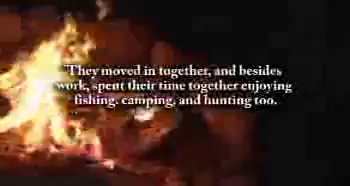 "They moved in together, and besides
work, spent their time together enjoying
fishing, camping, and hunting too.